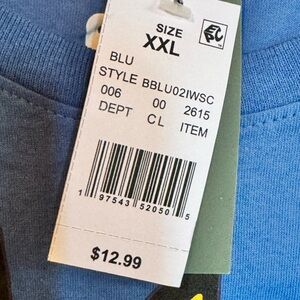 SIZE
XXL
BLU
STYLE BBLU02IWSC
006 00 2615
DEPT CL ITEM
1 97543 52050 5
$12.99